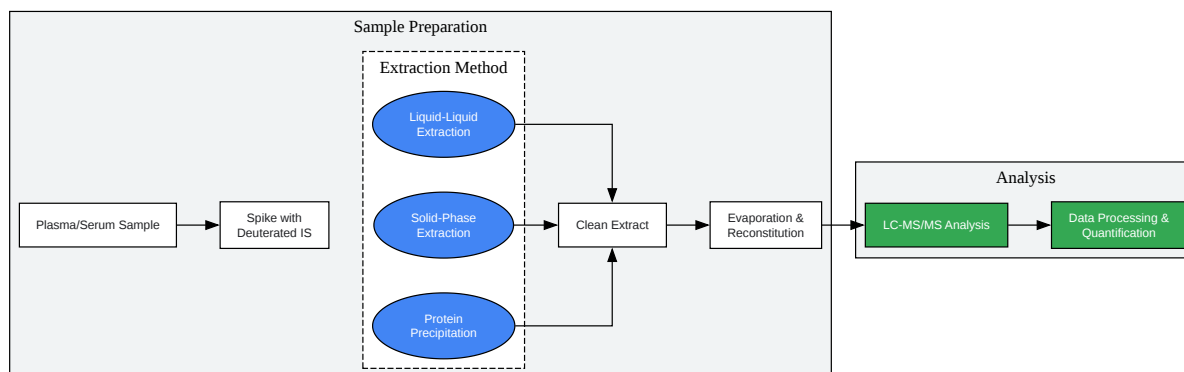 Sample Preparation
Extraction Method
Liquid-Liquid
Extraction
Plasma/Serum Sample
Spike with
Deuterated IS
Solid-Phase
Extraction
Clean Extract
Evaporation &
Reconstitution
Protein
Precipitation
Analysis
LC-MS/MS Analysis
Data Processing &
Quantification